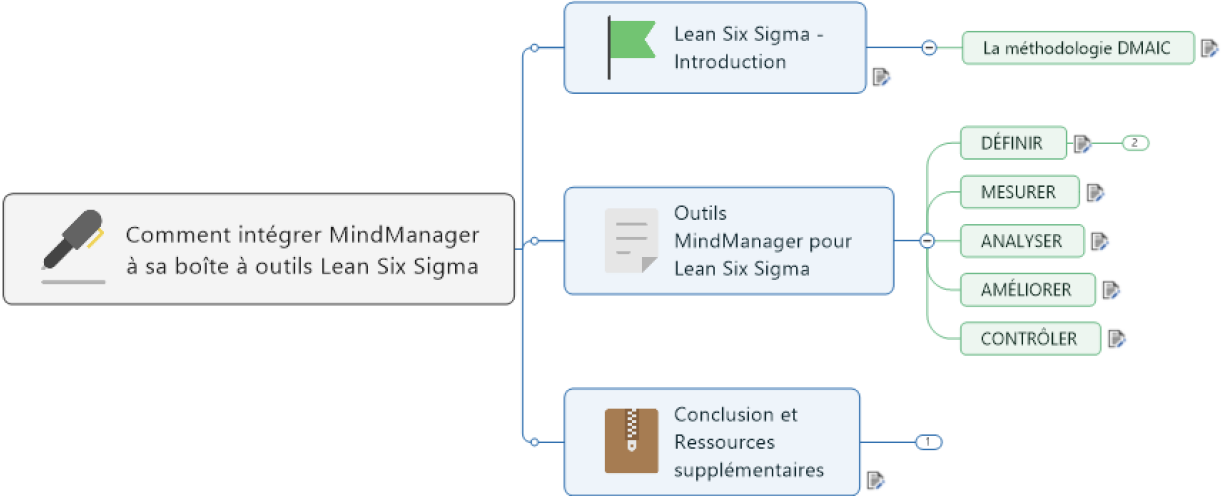 Comment intégrer MindManager
à sa boîte à outils Lean Six Sigma
Lean Six Sigma -
Introduction
La méthodologie DMAIC
Outils
MindManager pour
Lean Six Sigma
DÉFINIR
2
MESURER
ANALYSER
AMÉLIORER
CONTRÔLER
Conclusion et
Ressources
supplémentaires
1